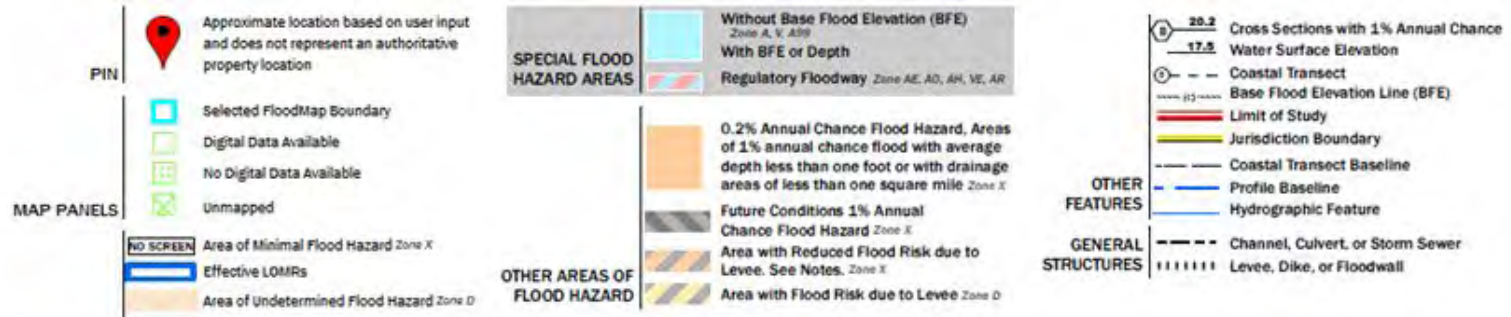 PIN
Approximate location based on user input
and does not represent an authoritative
property location
MAP PANELS
Selected FloodMap Boundary
Digital Data Available
No Digital Data Available
Unmapped
NO SCREEN Area of Minimal Flood Hazard Zone X
Effective LOMRs
Area of Undetermined Flood Hazard Zone D
SPECIAL FLOOD
HAZARD AREAS
Without Base Flood Elevation (BFE)
Zone A, V, A99
With BFE or Depth
Regulatory Floodway Zone AE, AO, AH, VE, AR
OTHER AREAS OF
FLOOD HAZARD
0.2% Annual Chance Flood Hazard, Areas
of 1% annual chance flood with average
depth less than one foot or with drainage
areas of less than one square mile Zone X
Future Conditions 1% Annual
Chance Flood Hazard Zone X
Area with Reduced Flood Risk due to
Levee. See Notes. Zone X
Area with Flood Risk due to Levee Zone D
OTHER
FEATURES
20.2 Cross Sections with 1% Annual Chance
17.5 Water Surface Elevation
Coastal Transect
Base Flood Elevation Line (BFE)
Limit of Study
Jurisdiction Boundary
Coastal Transect Baseline
Profile Baseline
Hydrographic Feature
GENERAL
STRUCTURES
Channel, Culvert, or Storm Sewer
Levee, Dike, or Floodwall